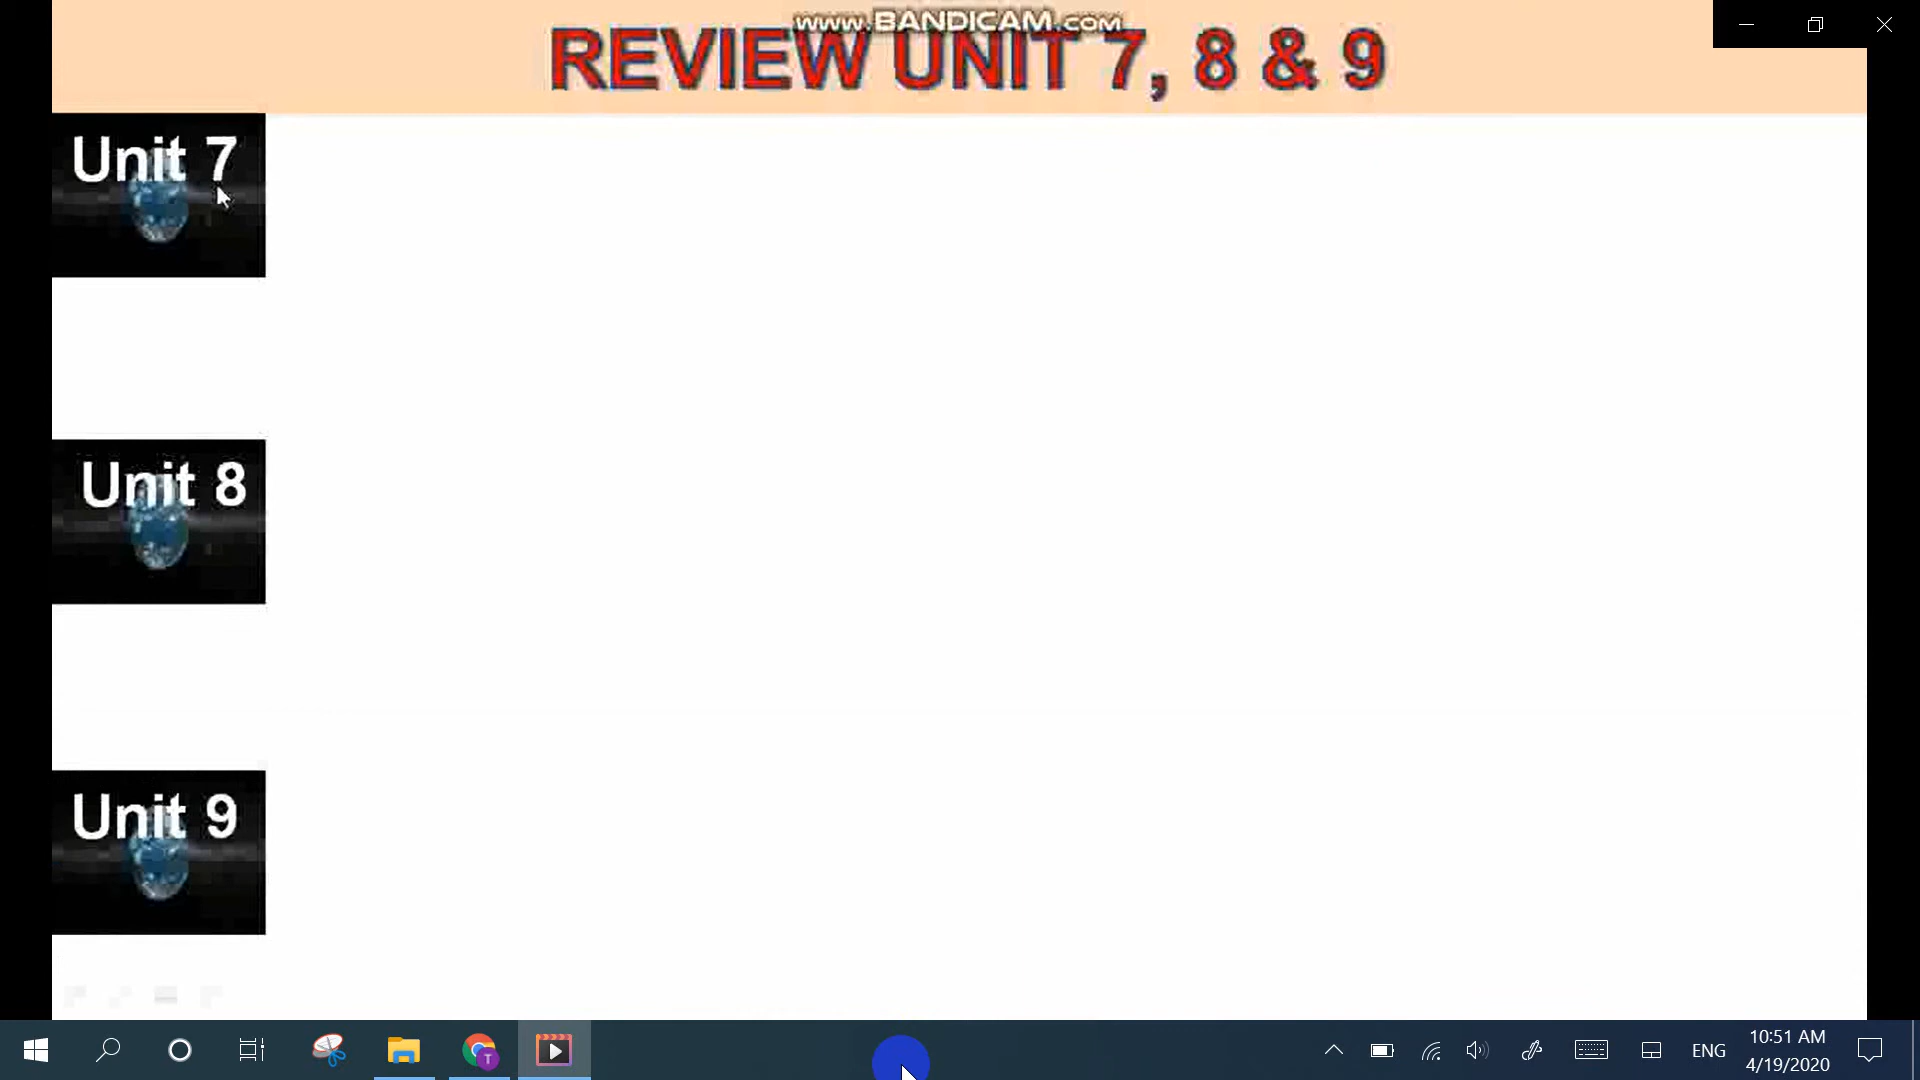 www.BANDICAM.com
REVIEW UNIT 7, 8 & 9
Unit 7
Unit 8
Unit 9
T
ENG
10:51 AM
4/19/2020